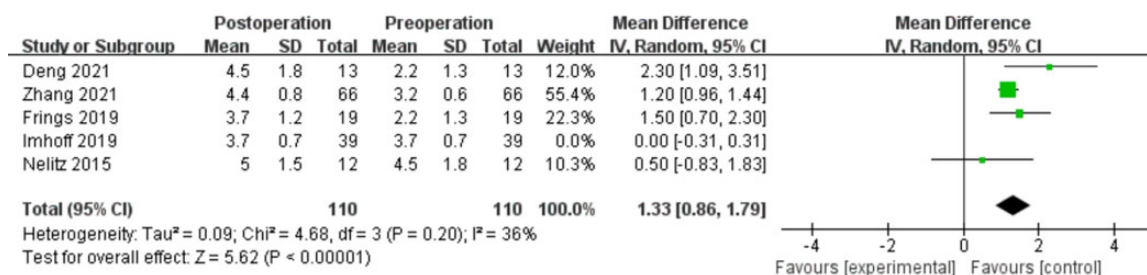 Postoperation Preoperation Mean Difference Mean Difference
Study or Subgroup Mean SD Total Mean SD Total Weight IV, Random, 95% CI IV, Random, 95% CI
Deng 2021 4.5 1.8 13 2.2 1.3 13 12.0% 2.30 [1.09, 3.51]
Zhang 2021 4.4 0.8 66 3.2 0.6 66 55.4% 1.20 [0.96, 1.44]
Frings 2019 3.7 1.2 19 2.2 1.3 19 22.3% 1.50 [0.70, 2.30]
Imhoff 2019 3.7 0.7 39 3.7 0.7 39 0.0% 0.00 [-0.31, 0.31]
Nelitz 2015 5 1.5 12 4.5 1.8 12 10.3% 0.50 [-0.83, 1.83]
Total (95% CI) 110 110 100.0% 1.33 [0.86, 1.79]
Heterogeneity: Tau² = 0.09; Chi² = 4.68, df = 3 (P = 0.20); I² = 36%
Test for overall effect: Z = 5.62 (P < 0.00001)
-4 -2 0 2 4
Favours [experimental] Favours [control]